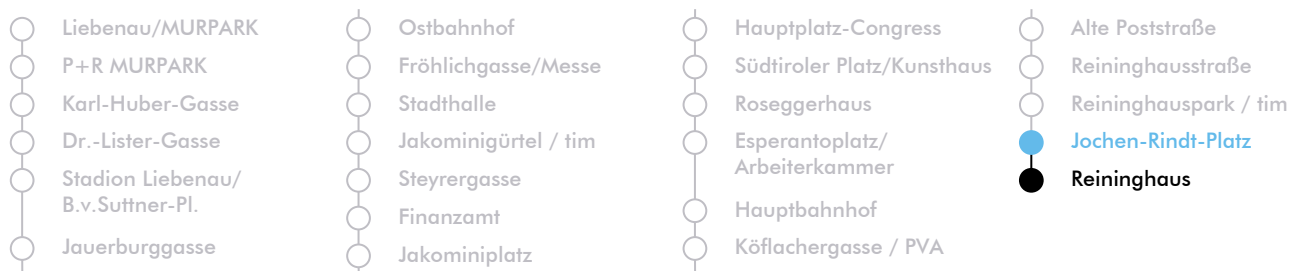 Liebenau/MURPARK
P+R MURPARK
Karl-Huber-Gasse
Dr.-Lister-Gasse
Stadion Liebenau/
B.v.Suttner-Pl.
Jauerburggasse
Ostbahnhof
Fröhlichgasse/Messe
Stadthalle
Jakominigürtel / tim
Steyrergasse
Finanzamt
Jakominiplatz
Hauptplatz-Congress
Südtiroler Platz/Kunsthaus
Roseggerhaus
Esperantoplatz/
Arbeiterkammer
Hauptbahnhof
Köflachergasse / PVA
Alte Poststraße
Reininghausstraße
Reininghauspark / tim
Jochen-Rindt-Platz
Reininghaus